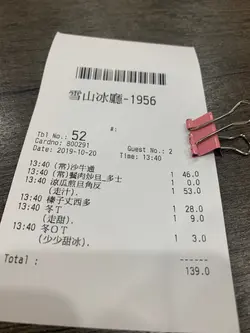 雪山冰廳-1956
#:
Tbl No.: 52
Cardno: 800291
Guest No.: 2
Date: 2019-10-20
Time: 13:40
13:40 (常)沙牛通 1 46.0
13:40 (常)餐肉炒旦_多士 1 0.0
13:40 涼瓜煎旦角反 1 53.0
(走汁).
13:40 榛子丈西多 1 28.0
13:40 冬T 1 9.0
(走甜).
13:40 冬OT 1 3.0
(少少甜冰).
Total : 139.0